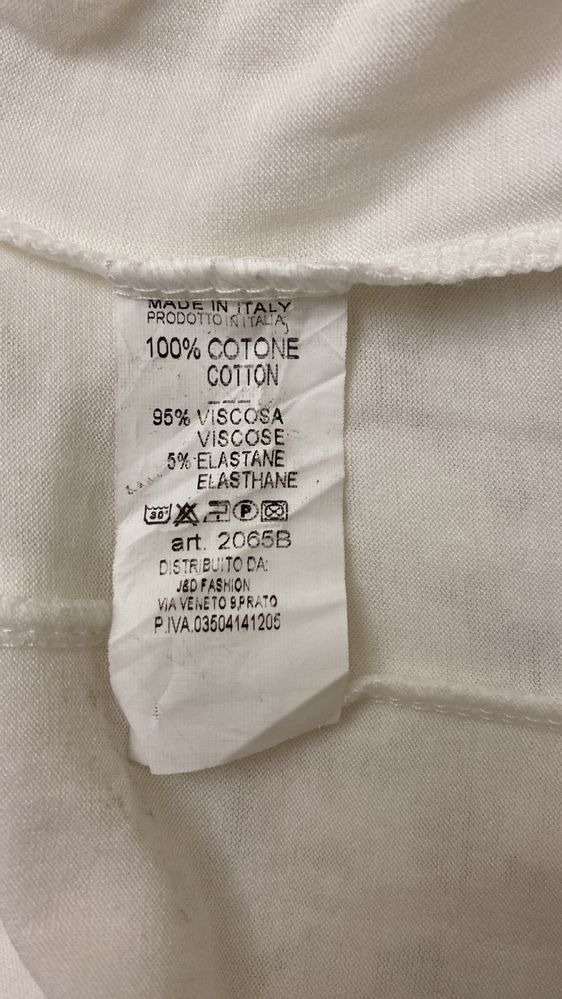 MADE IN ITALY
PRODOTTO IN ITALIA
100% COTONE
COTTON
95% VISCOSA
VISCOSE
5% ELASTANE
ELASTHANE
30° P
art. 2065B
DISTRIBUITO DA:
J&D FASHION
VIA VENETO 9,PRATO
P.IVA.03504141206